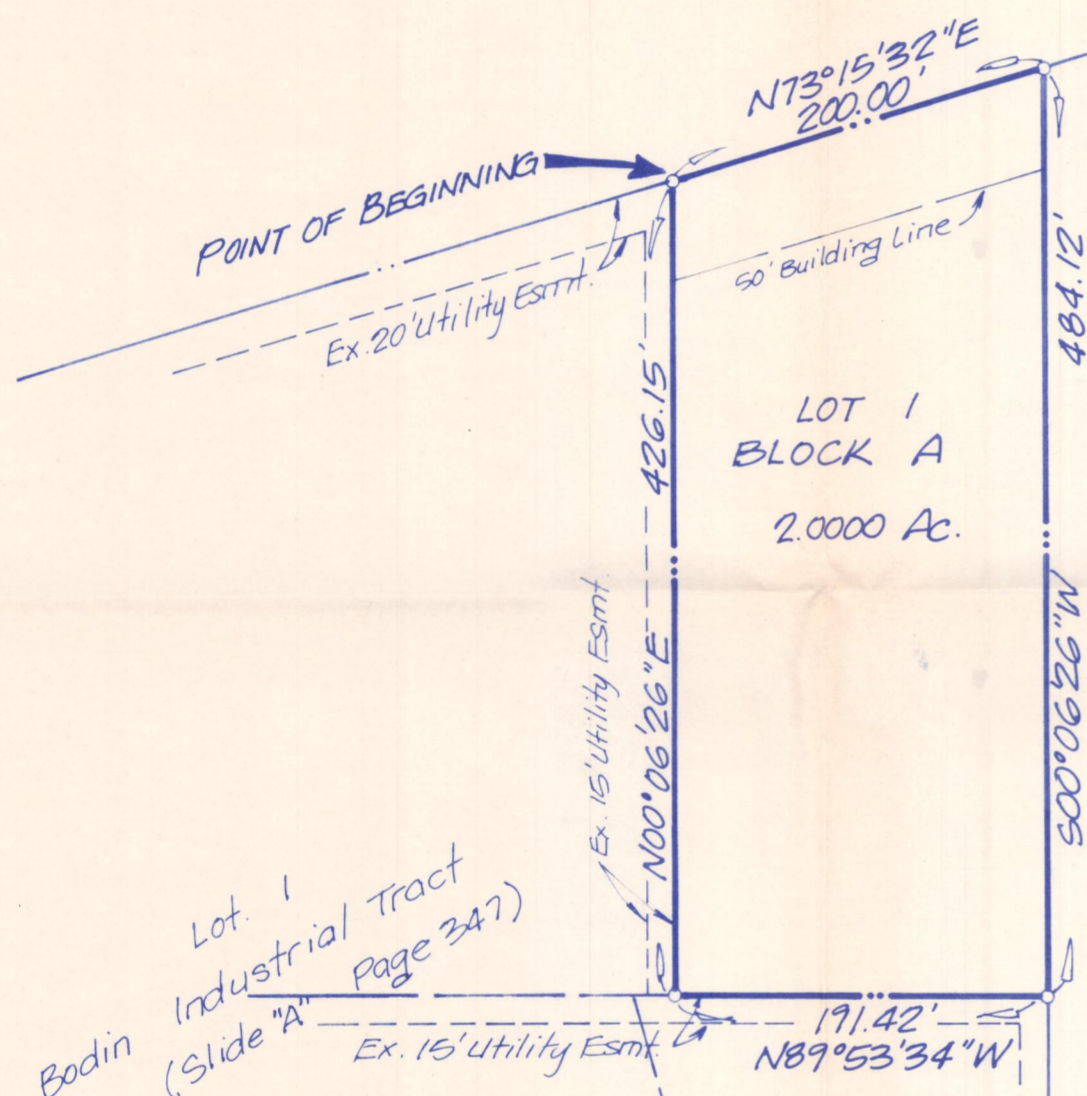 N73°15'32"E
200.00'
POINT OF BEGINNING
50' Building Line
Ex. 20' Utility Esmt.
484.12'
S00°06'26"W
426.15'
N00°06'26"E
LOT 1
BLOCK A
2.0000 Ac.
Ex. 15' Utility Esmt
Lot. 1
Bodin Industrial Tract
(Slide "A" Page 347)
191.42'
Ex. 15' Utility Esmt.
N89°53'34"W